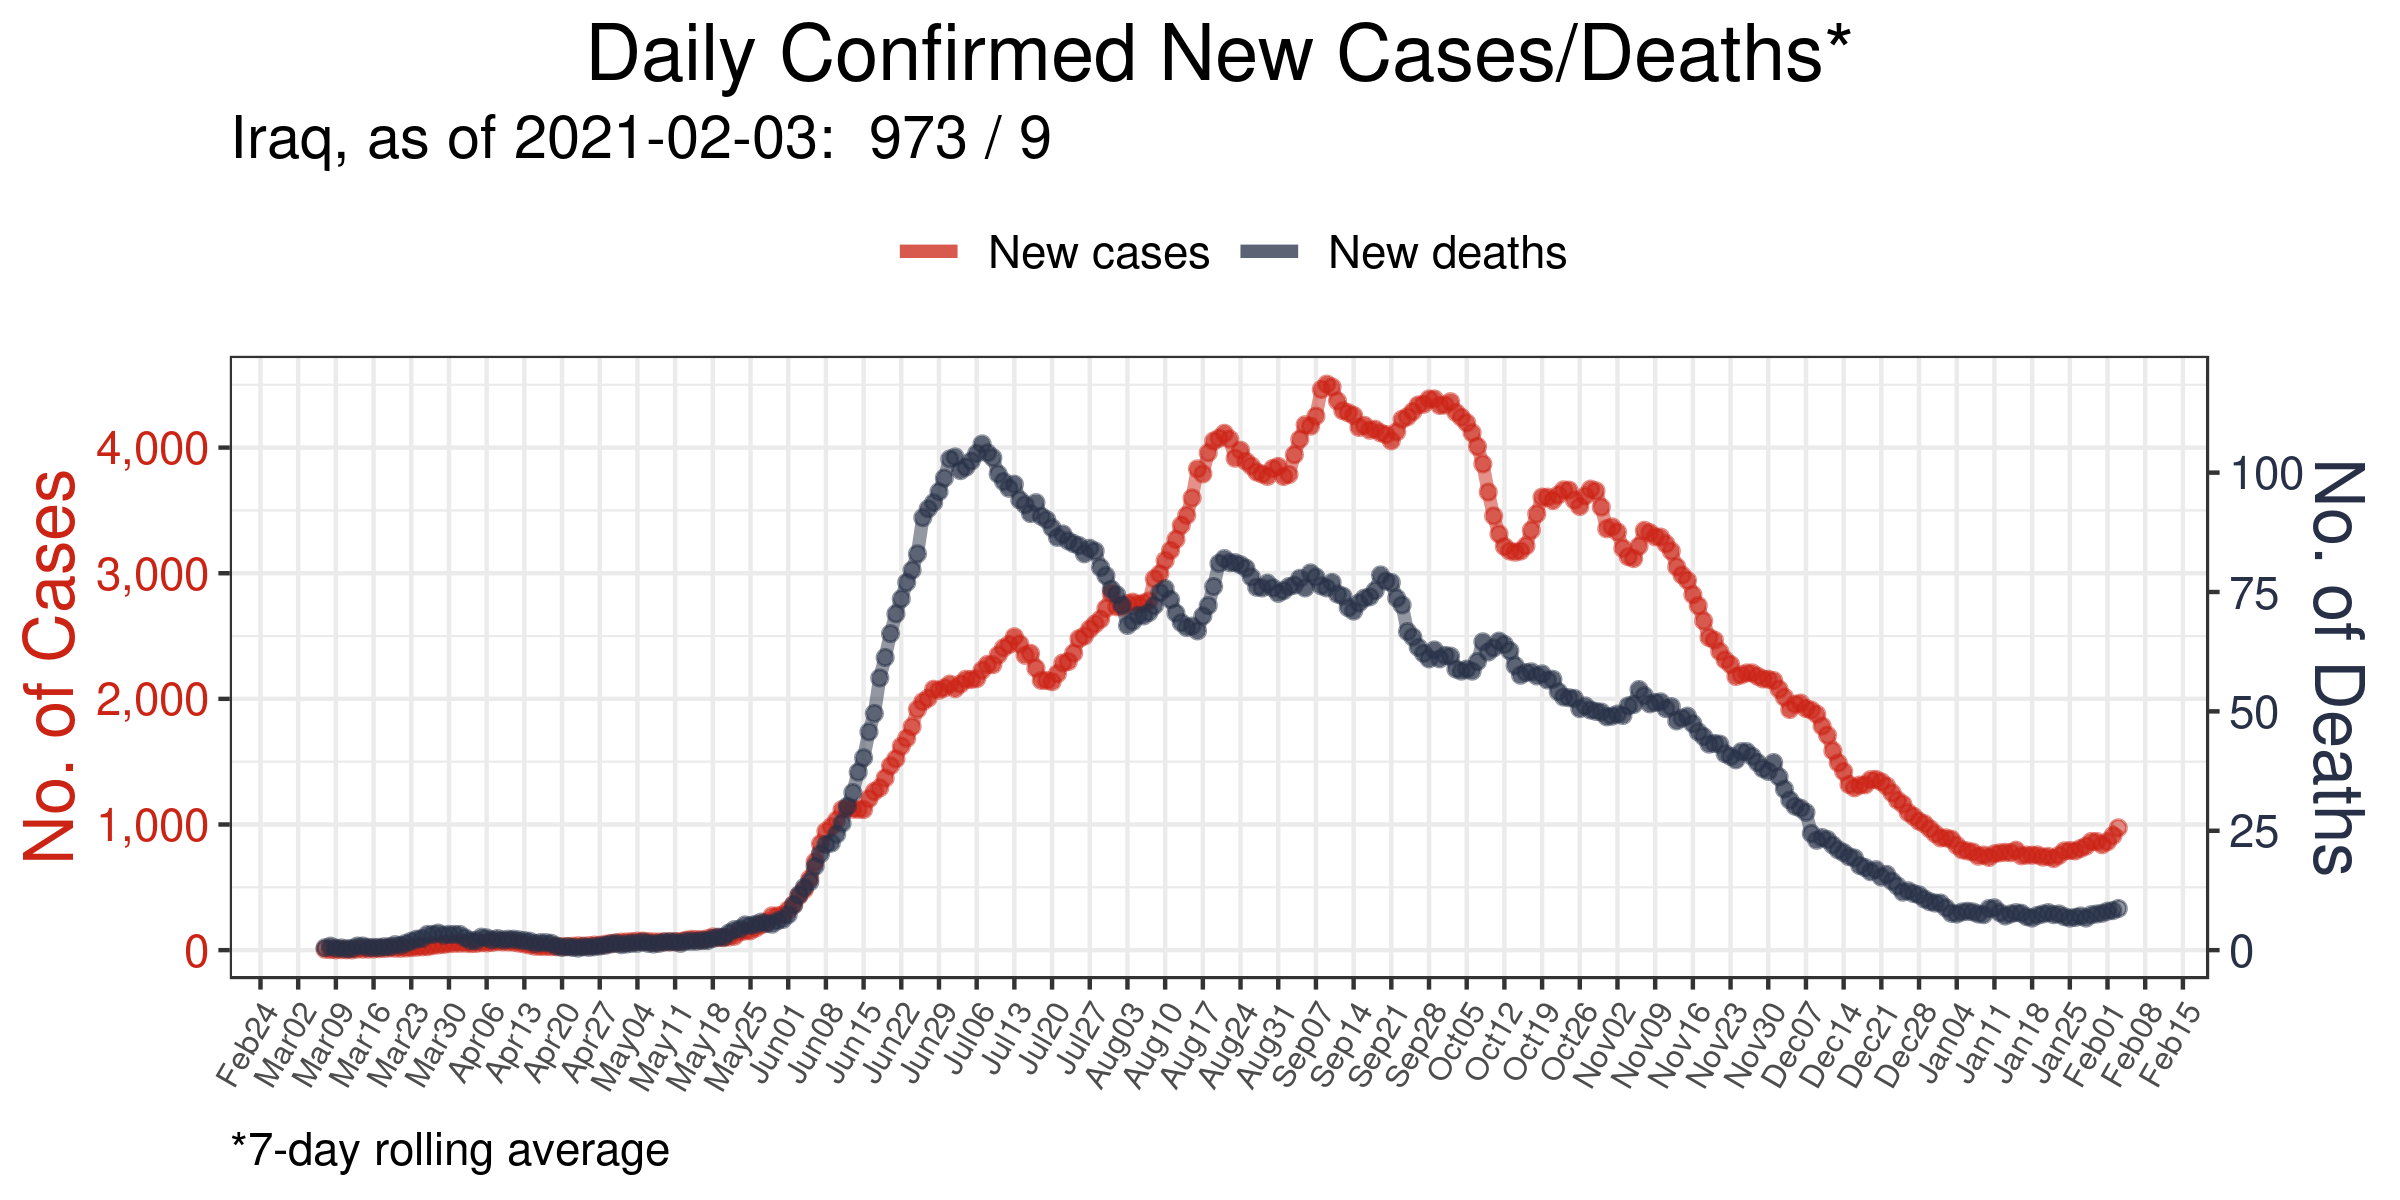 Daily Confirmed New Cases/Deaths*
Iraq, as of 2021-02-03:  973 / 9
New cases
New deaths
No. of Cases
4,000
3,000
2,000
1,000
0
100
75
50
25
0
No. of Deaths
Feb24
Mar02
Mar09
Mar16
Mar23
Mar30
Apr06
Apr13
Apr20
Apr27
May04
May11
May18
May25
Jun01
Jun08
Jun15
Jun22
Jun29
Jul06
Jul13
Jul20
Jul27
Aug03
Aug10
Aug17
Aug24
Aug31
Sep07
Sep14
Sep21
Sep28
Oct05
Oct12
Oct19
Oct26
Nov02
Nov09
Nov16
Nov23
Nov30
Dec07
Dec14
Dec21
Dec28
Jan04
Jan11
Jan18
Jan25
Feb01
Feb08
Feb15
*7-day rolling average